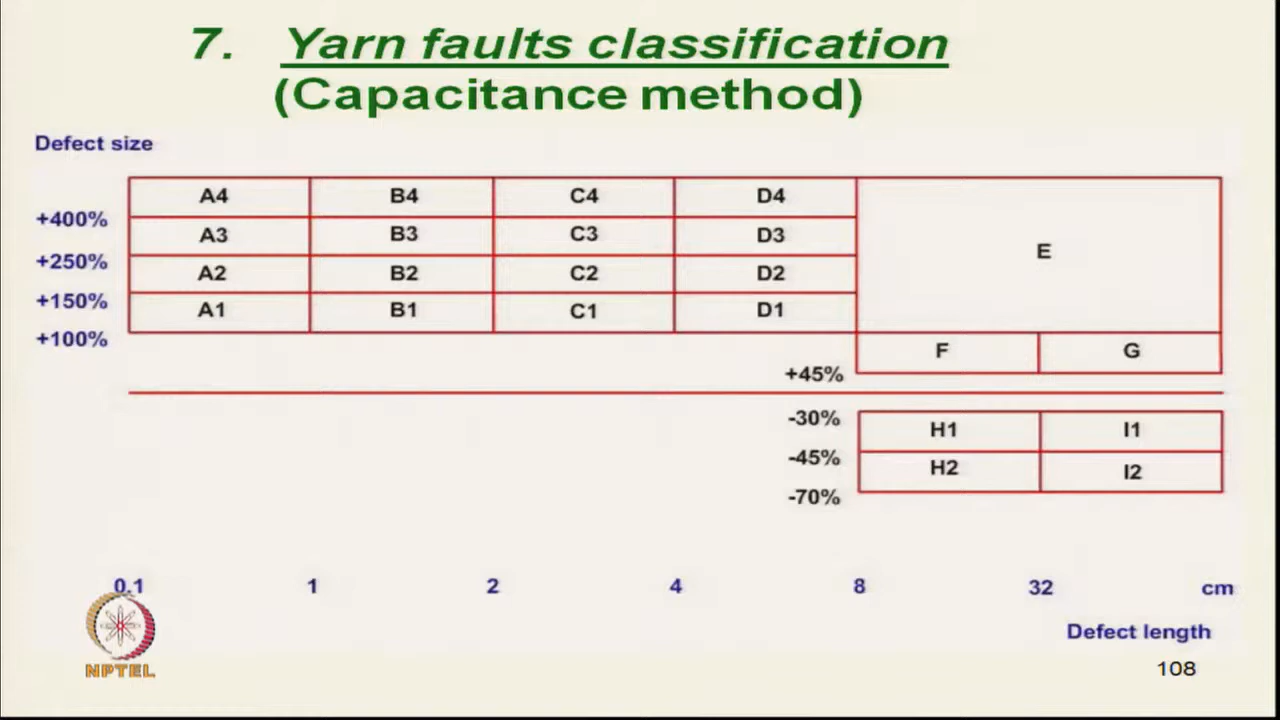 7. Yarn faults classification
(Capacitance method)
Defect size
A4 B4 C4 D4
+400%
A3 B3 C3 D3
E
+250%
A2 B2 C2 D2
+150%
A1 B1 C1 D1
+100%
F G
+45%
-30%
H1 I1
-45%
H2 I2
-70%
0.1 1 2 4 8 32 cm
Defect length
NPTEL
108